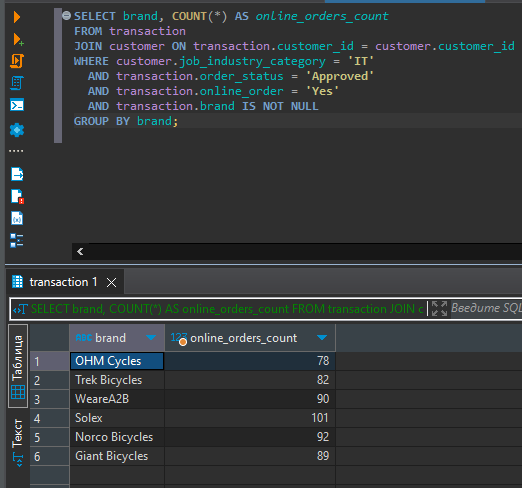 SELECT brand, COUNT(*) AS online_orders_count
FROM transaction
JOIN customer ON transaction.customer_id = customer.customer_id
WHERE customer.job_industry_category = 'IT'
AND transaction.order_status = 'Approved'
AND transaction.online_order = 'Yes'
AND transaction.brand IS NOT NULL
GROUP BY brand;
transaction 1
SELECT brand, COUNT(*) AS online_orders_count FROM transaction JOIN c
Введите SQL
Таблица
Текст
ABC brand 123 online_orders_count
1 OHM Cycles 78
2 Trek Bicycles 82
3 WeareA2B 90
4 Solex 101
5 Norco Bicycles 92
6 Giant Bicycles 89